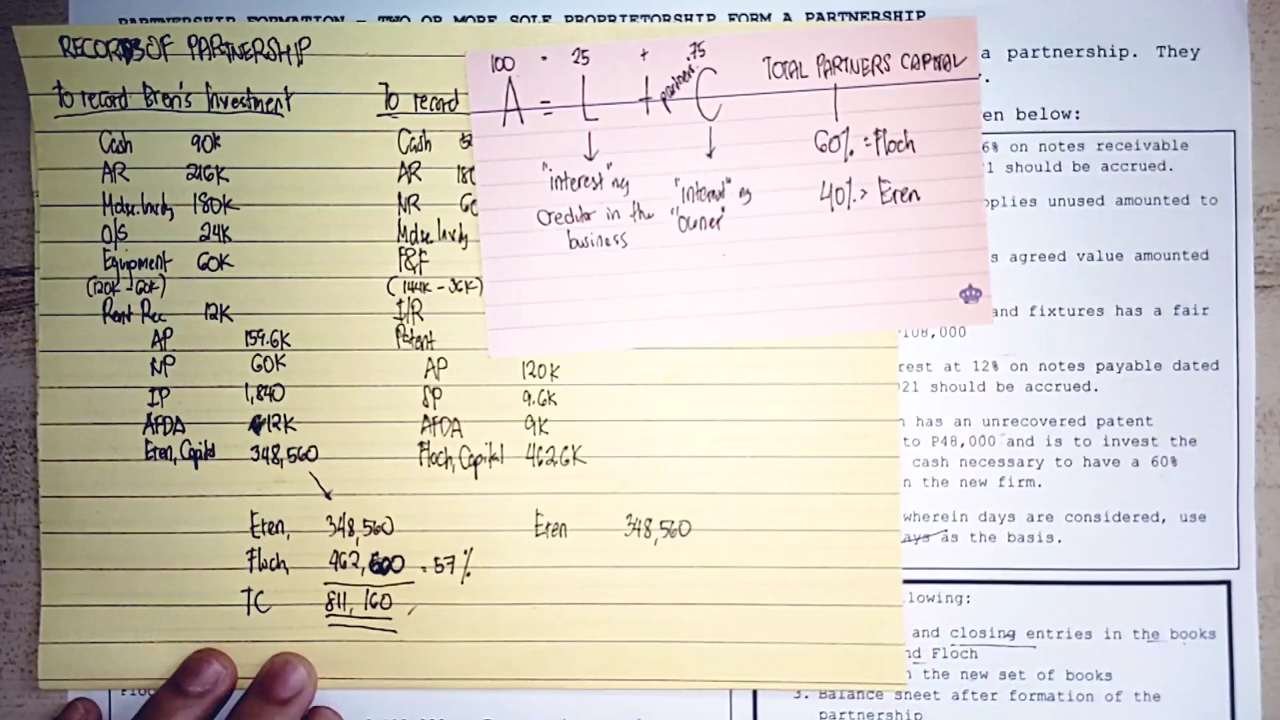 PARTNERSHIP FORMATION – TWO OR MORE SOLE PROPRIETORSHIP FORM A PARTNERSHIP
RECORDS OF PARTNERSHIP
To record Eren's Investment
Cash 90K
AR 216K
Mdse. Invty 180K
O/S 24K
Equipment 60K
(120K - 60K)
Rent Rec 12K
AP 159.6K
NP 60K
IP 1,840
AFDA 12K
Eren, Capital 348,560
To record
Cash
AR 180
NR 60
Mdse. Invty
F&F
(144K - 36K)
I/R
Patent
AP 120K
SP 9.6K
AFDA 9K
Floch, Capital 462.6K
Eren, 348,560
Floch, 462,600 = 57%
TC 811,160
Eren 348,560
100 = 25 + .75
A = L + partners' C
"interest" ng
creditor in the
business
"interest" ng
"owner"
TOTAL PARTNERS CAPITAL
60% = Floch
40% > Eren
a partnership. They
en below:
6% on notes receivable
1 should be accrued.
plies unused amounted to
s agreed value amounted
and fixtures has a fair
108,000
rest at 12% on notes payable dated
21 should be accrued.
has an unrecovered patent
to P48,000 and is to invest the
cash necessary to have a 60%
n the new firm.
wherein days are considered, use
days as the basis.
lowing:
and closing entries in the books
nd Floch
n the new set of books
3. Balance sheet after formation of the
partnership